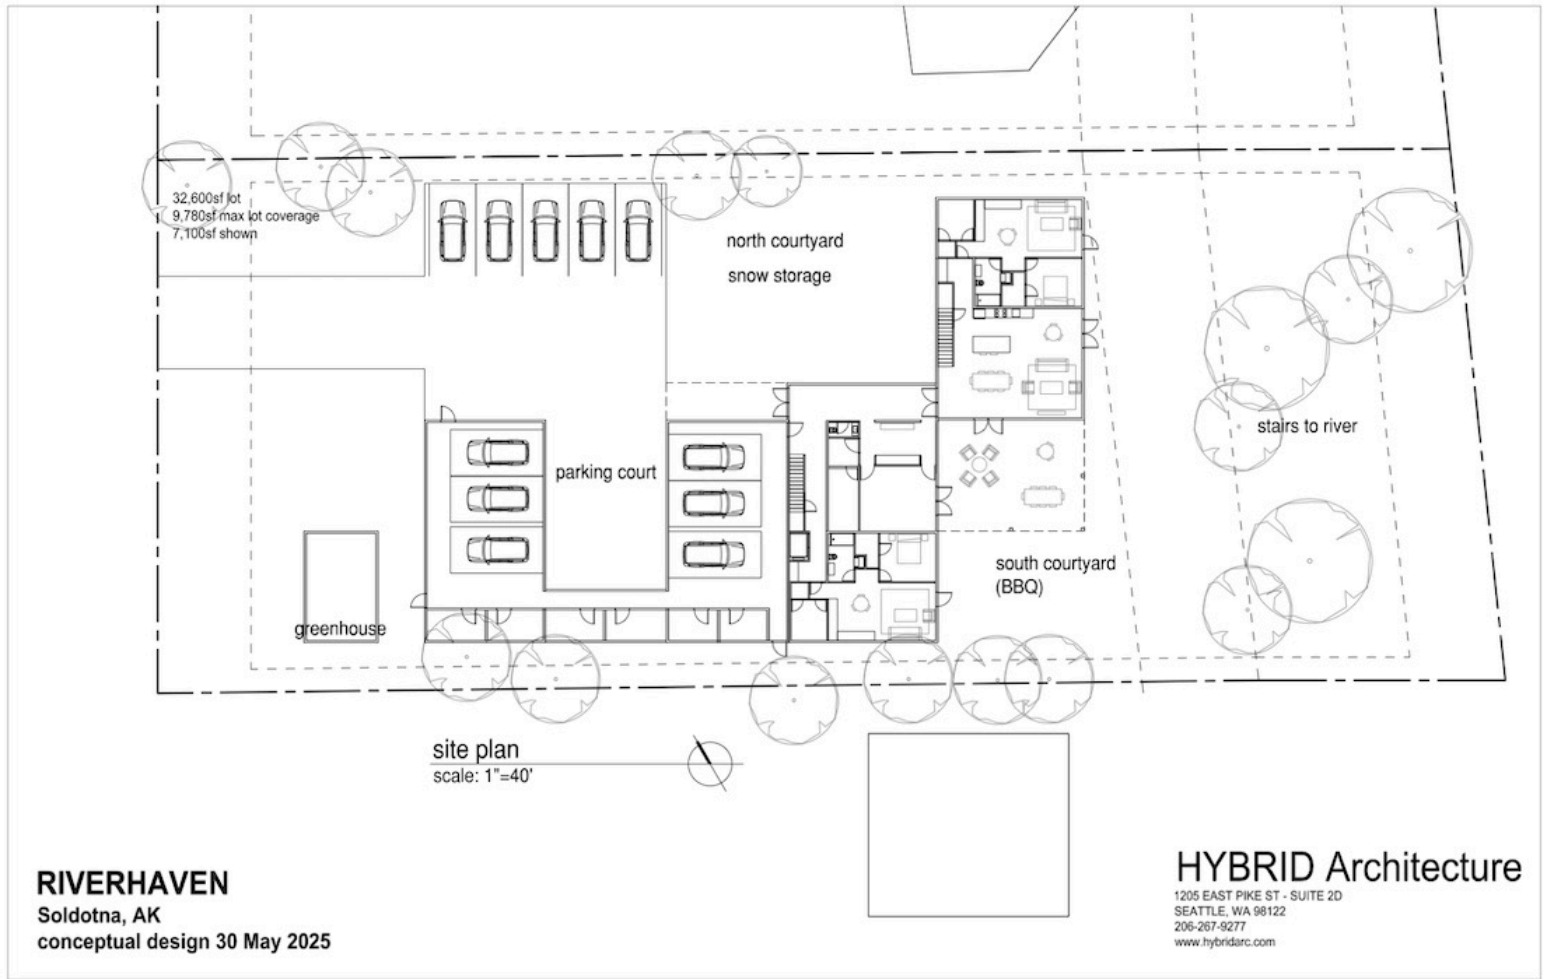 32,600sf lot
9,780sf max lot coverage
7,100sf shown
north courtyard
snow storage
parking court
stairs to river
south courtyard
(BBQ)
greenhouse
site plan
scale: 1"=40'
RIVERHAVEN
Soldotna, AK
conceptual design 30 May 2025
HYBRID Architecture
1205 EAST PIKE ST - SUITE 2D
SEATTLE, WA 98122
206-267-9277
www.hybridarc.com